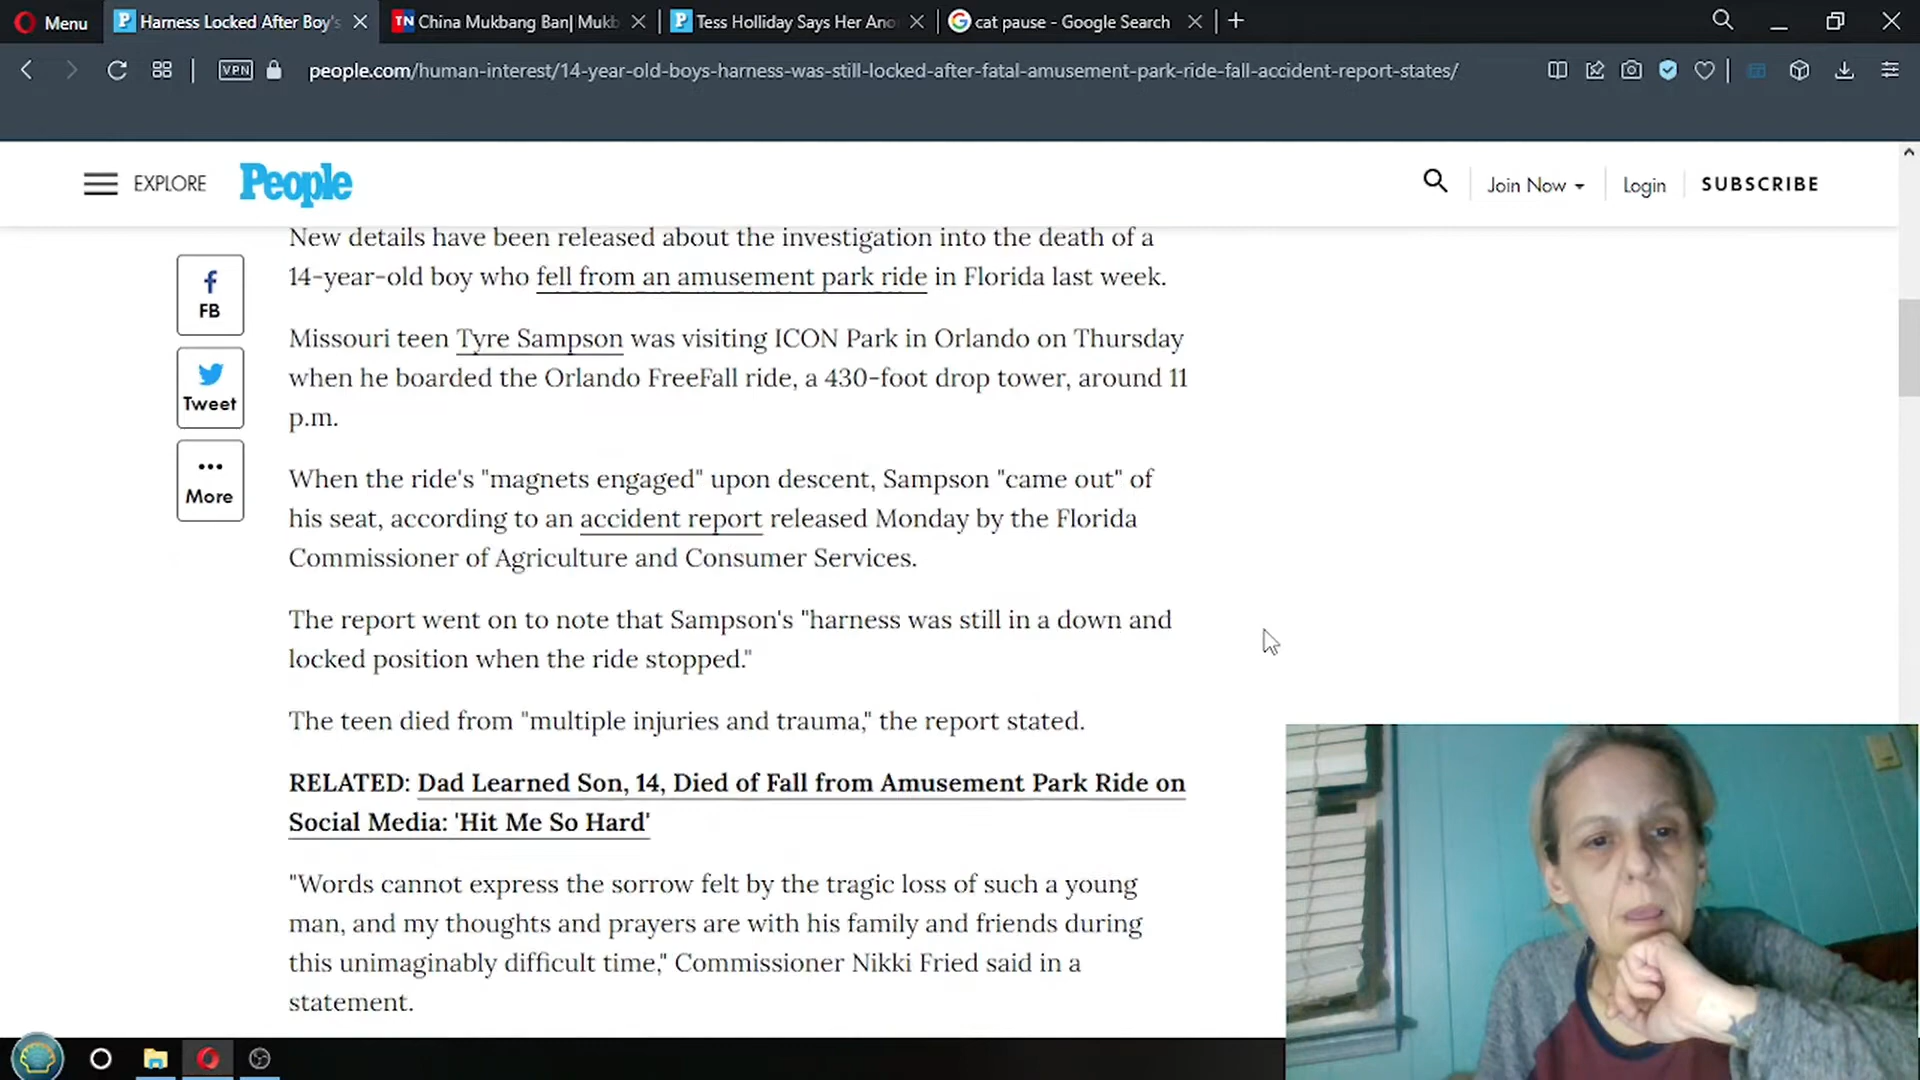 Menu
Harness Locked After Boy's
China Mukbang Ban| Mukb
Tess Holliday Says Her Ano
cat pause - Google Search
VPN
people.com/human-interest/14-year-old-boys-harness-was-still-locked-after-fatal-amusement-park-ride-fall-accident-report-states/
EXPLORE
People
Join Now
Login
SUBSCRIBE
FB
Tweet
More
New details have been released about the investigation into the death of a
14-year-old boy who fell from an amusement park ride in Florida last week.
Missouri teen Tyre Sampson was visiting ICON Park in Orlando on Thursday
when he boarded the Orlando FreeFall ride, a 430-foot drop tower, around 11
p.m.
When the ride's "magnets engaged" upon descent, Sampson "came out" of
his seat, according to an accident report released Monday by the Florida
Commissioner of Agriculture and Consumer Services.
The report went on to note that Sampson's "harness was still in a down and
locked position when the ride stopped."
The teen died from "multiple injuries and trauma," the report stated.
RELATED: Dad Learned Son, 14, Died of Fall from Amusement Park Ride on
Social Media: 'Hit Me So Hard'
"Words cannot express the sorrow felt by the tragic loss of such a young
man, and my thoughts and prayers are with his family and friends during
this unimaginably difficult time," Commissioner Nikki Fried said in a
statement.